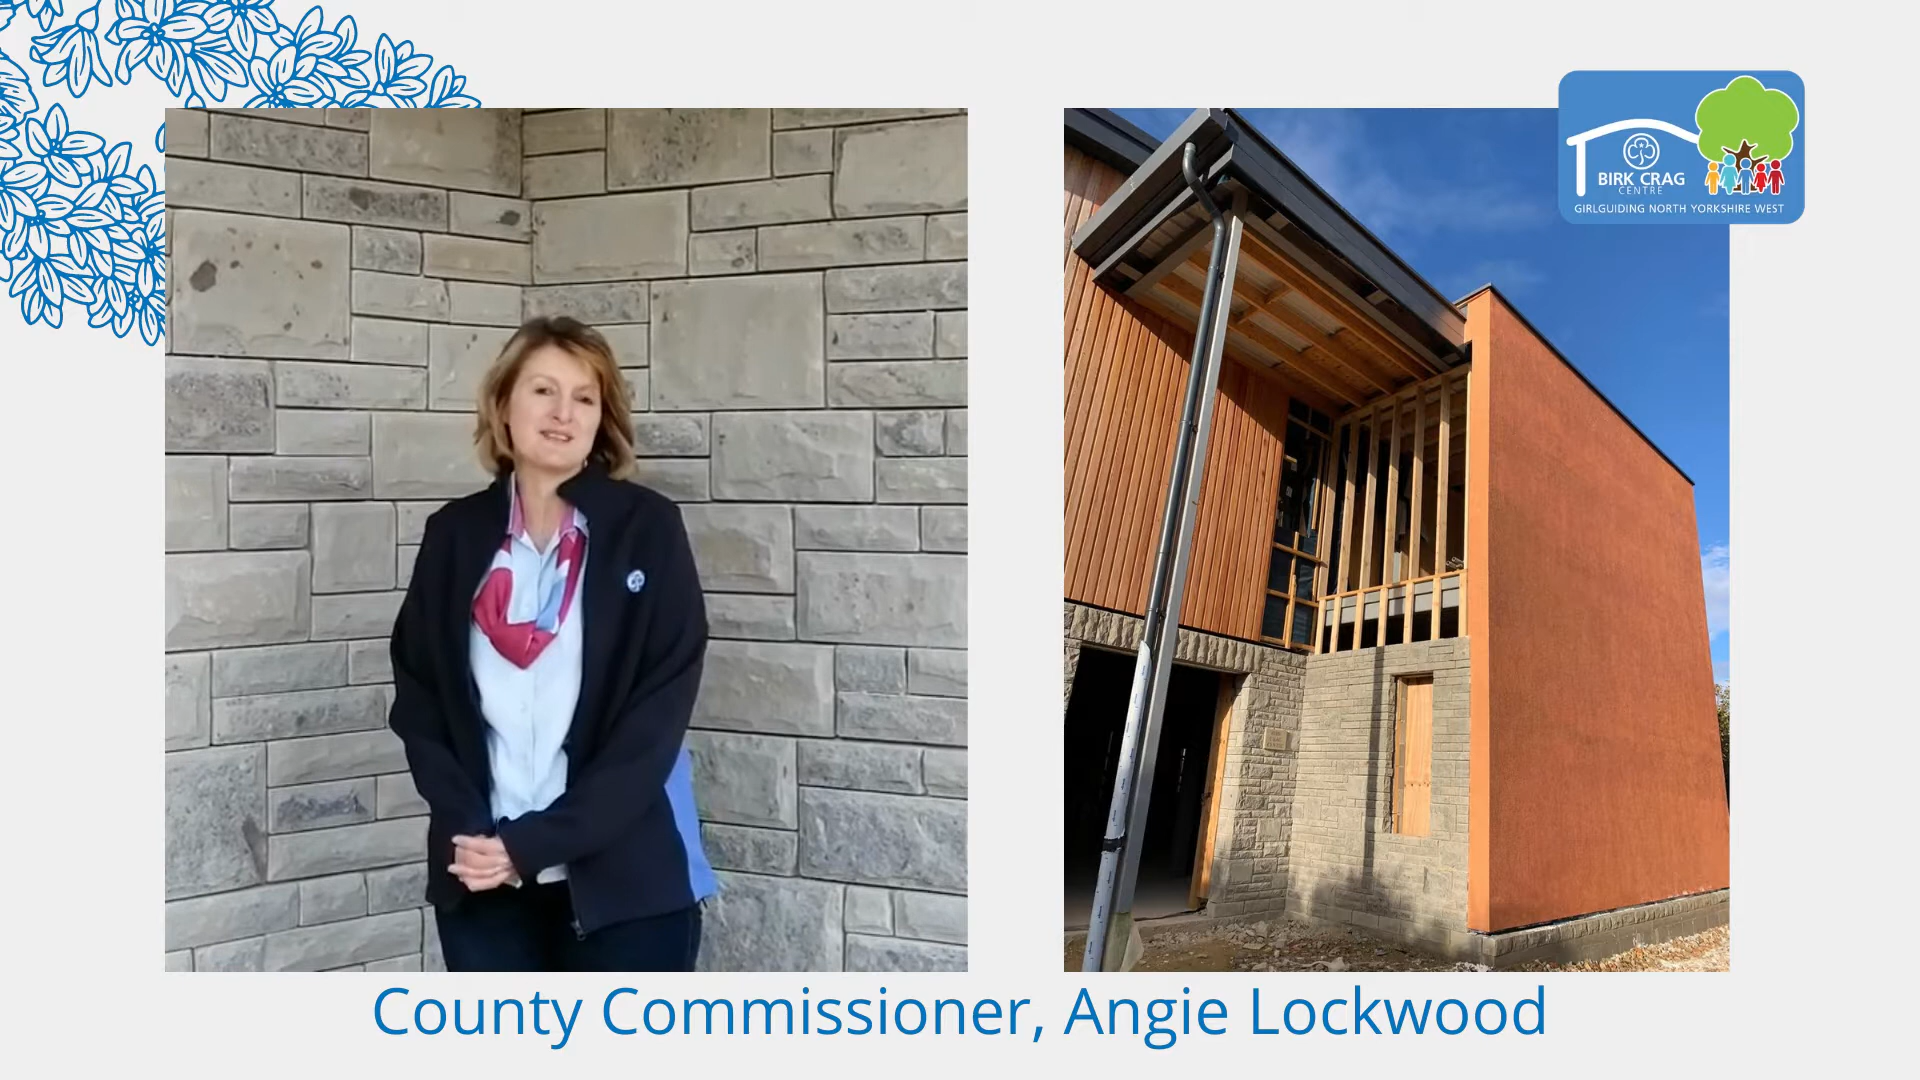 BIRK CRAG
CENTRE
GIRLGUIDING NORTH YORKSHIRE WEST
County Commissioner, Angie Lockwood